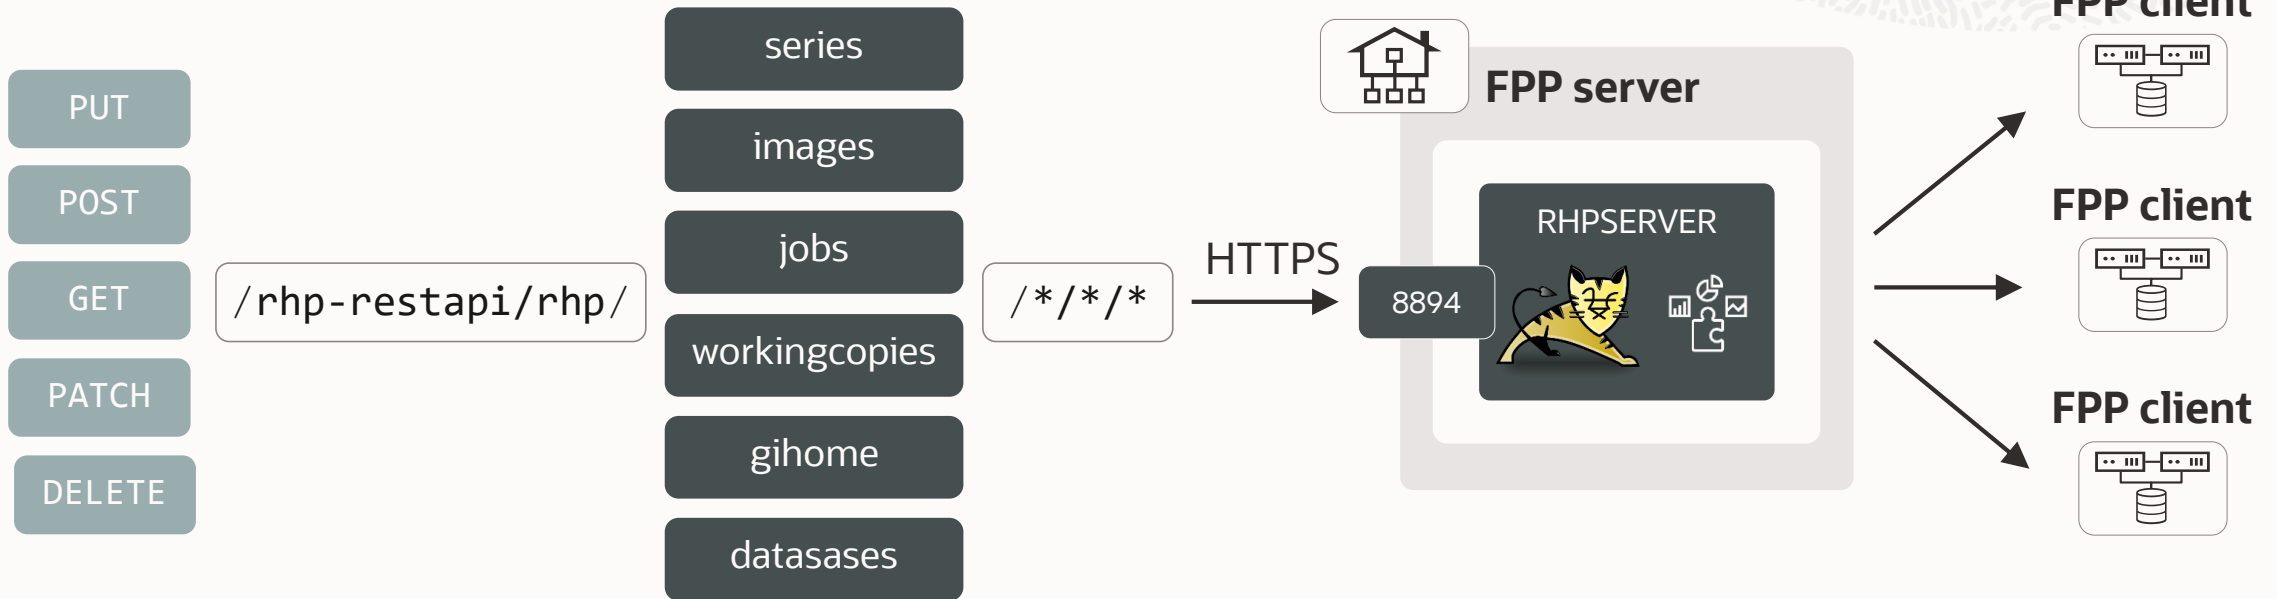 PUT
POST
GET
PATCH
DELETE
/rhp-restapi/rhp/
series
images
jobs
workingcopies
gihome
datasases
/*/*/*
HTTPS
8894
FPP server
RHPSERVER
FPP client
FPP client
FPP client